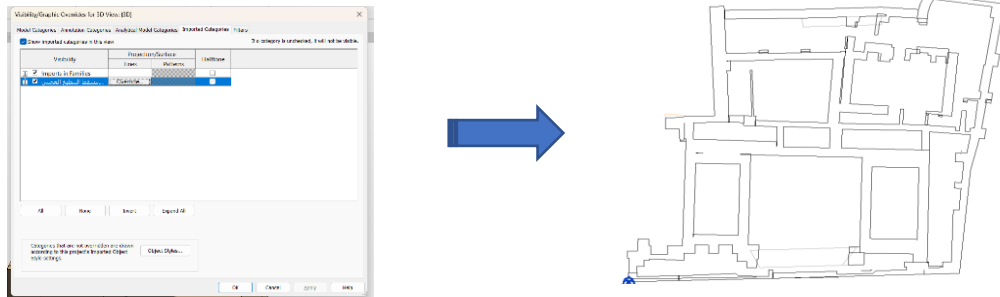 Visibility/Graphic Overrides for 3D View: {3D}
Model Categories Annotation Categories Analytical Model Categories Imported Categories Filters
Show imported categories in this view
If a category is unchecked, it will not be visible.
Visibility Projection/Surface Halftone
Lines Patterns
Imports in Families
Override...
All None Invert Expand All
Categories that are not overridden are drawn
according to this project's Imported Object
Style settings.
Object Styles...
OK Cancel Apply Help